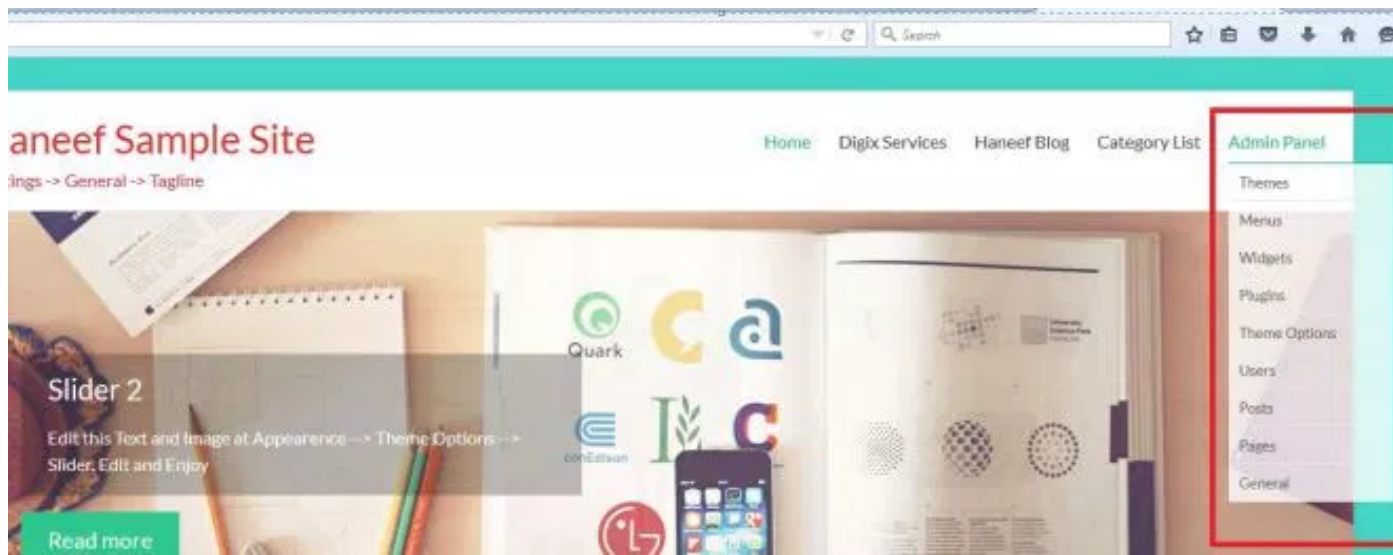 Search
aneef Sample Site
Home Digix Services Haneef Blog Category List Admin Panel
ings -> General -> Tagline
Themes
Menus
Widgets
Plugins
Theme Options
Users
Posts
Pages
General
Quark
conEdison
LG
Slider 2
Edit this Text and Image at Appearence --> Theme Options -->
Slider. Edit and Enjoy
Read more